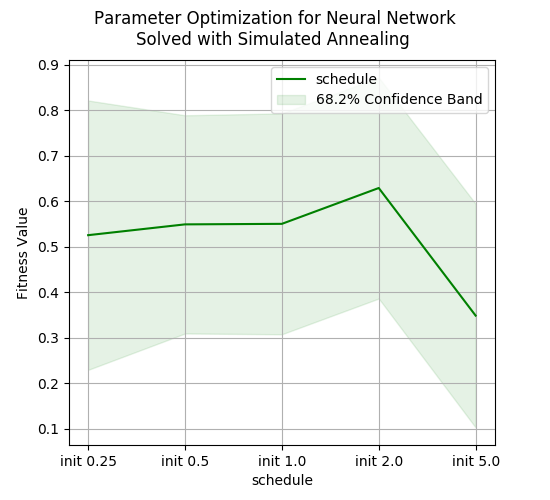 Parameter Optimization for Neural Network
Solved with Simulated Annealing
schedule
68.2% Confidence Band
Fitness Value
0.9
0.8
0.7
0.6
0.5
0.4
0.3
0.2
0.1
init 0.25 init 0.5 init 1.0 init 2.0 init 5.0
schedule